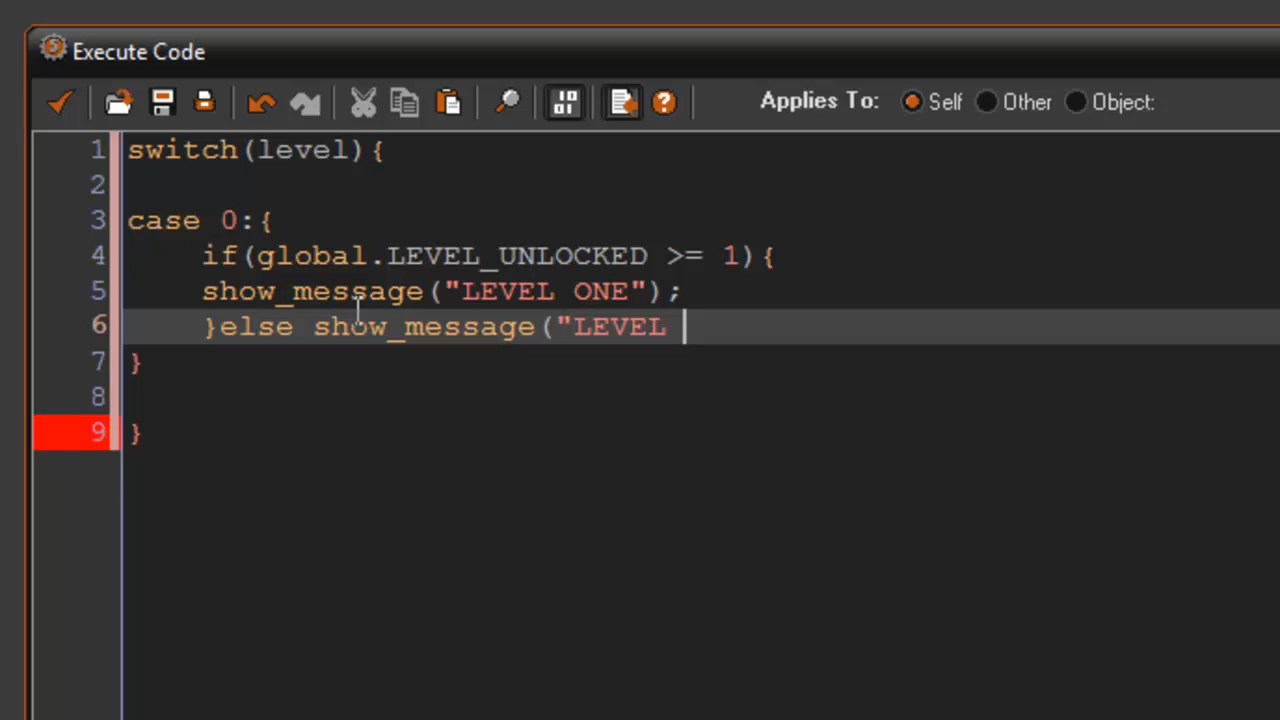 Execute Code
Applies To: Self Other Object:
1 switch(level){
2
3 case 0:{
4 if(global.LEVEL_UNLOCKED >= 1){
5 show_message("LEVEL ONE");
6 }else show_message("LEVEL
7 }
8
9 }